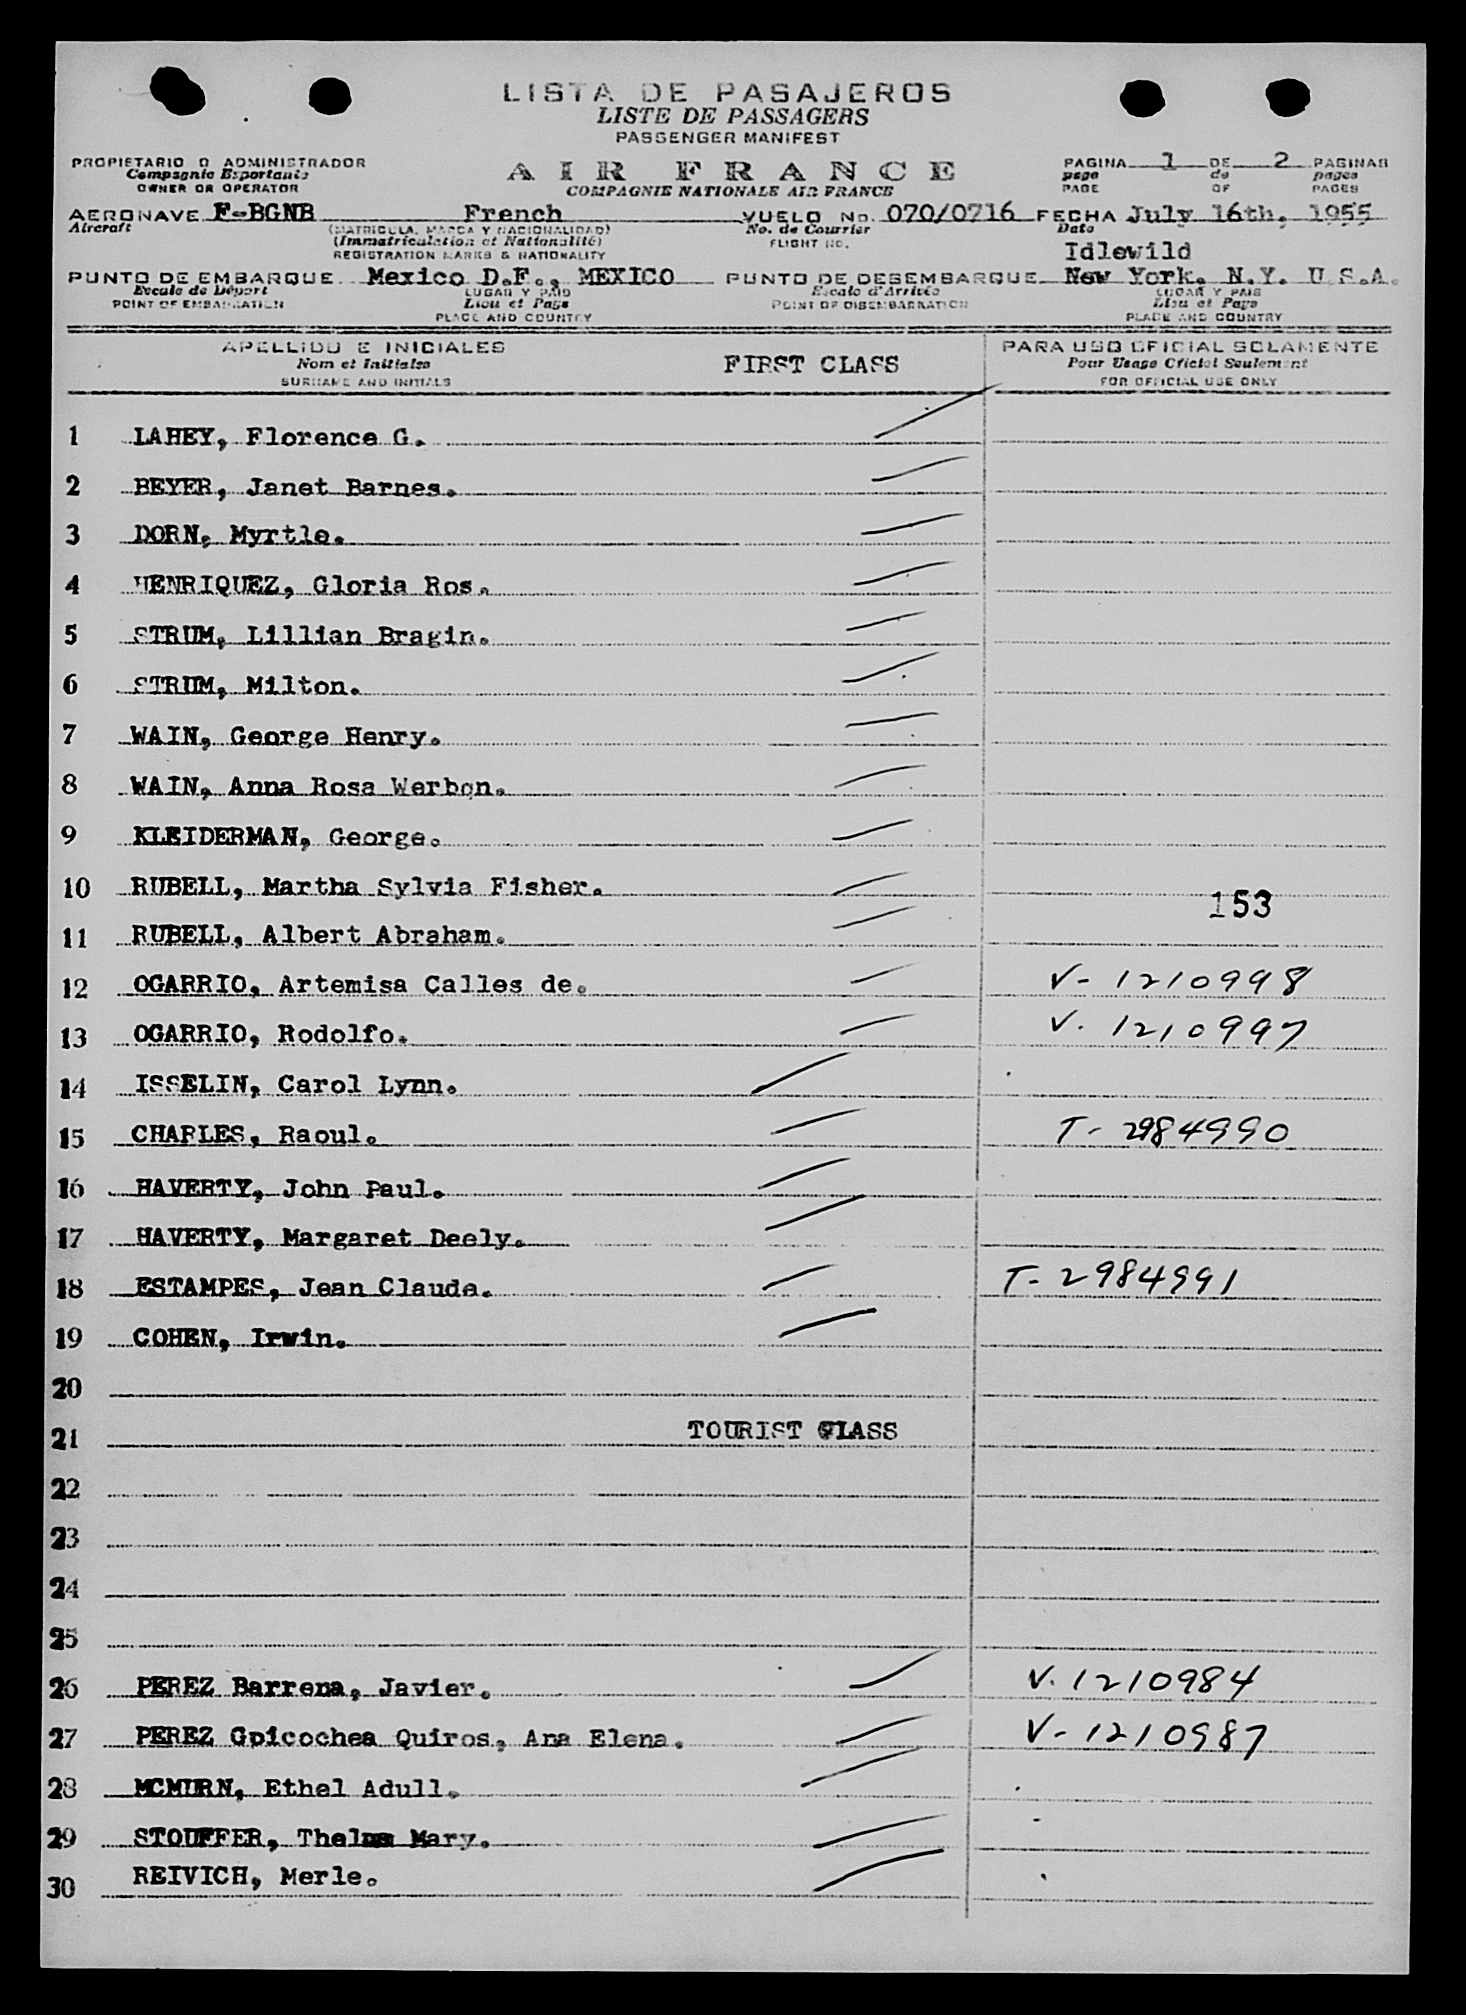 LISTA DE PASAJEROS
LISTE DE PASSAGERS
PASSENGER MANIFEST
PROPIETARIO O ADMINISTRADOR
Compagnie Exportante
OWNER OR OPERATOR
AIR FRANCE
COMPAGNIE NATIONALE AIR FRANCE
PAGINA 1 DE 2 PAGINAS
page de pages
PAGE OF PAGES
AERONAVE F-BGNB French VUELO No. 070/0716 FECHA July 16th, 1955
Aircraft (MATRICULA, MARCA Y NACIONALIDAD) No. de Courrier Date
(Immatriculation et Nationalité) FLIGHT NO.
REGISTRATION MARKS & NATIONALITY
Idlewild
PUNTO DE EMBARQUE Mexico D.F., MEXICO PUNTO DE DESEMBARQUE New York, N.Y. U.S.A.
Escale de Départ LUGAR Y PAIS Escale d'Arrivée LUGAR Y PAIS
POINT OF EMBARKATION Lieu et Pays POINT OF DISEMBARKATION Lieu et Pays
PLACE AND COUNTRY PLACE AND COUNTRY
APELLIDO E INICIALES
Nom et Initiales
SURNAME AND INITIALS
FIRST CLASS
PARA USO OFICIAL SOLAMENTE
Pour Usage Officiel Seulement
FOR OFFICIAL USE ONLY
1 LAHEY, Florence G.
2 BEYER, Janet Barnes.
3 DORN, Myrtle.
4 HENRIQUEZ, Gloria Ros.
5 STRUM, Lillian Bragin.
6 STRUM, Milton.
7 WAIN, George Henry.
8 WAIN, Anna Rosa Werbon.
9 KLEIDERMAN, George.
10 RUBELL, Martha Sylvia Fisher.
153
11 RUBELL, Albert Abraham.
12 OGARRIO, Artemisa Calles de. V- 1210998
13 OGARRIO, Rodolfo. V. 1210997
14 ISSELIN, Carol Lynn.
15 CHARLES, Raoul. T- 2984990
16 HAVERTY, John Paul.
17 HAVERTY, Margaret Deely.
18 ESTAMPES, Jean Claude. T- 2984991
19 COHEN, Irwin.
20
21 TOURIST CLASS
22
23
24
25
26 PEREZ Barrena, Javier. V. 1210984
27 PEREZ Goicochea Quiros, Ana Elena. V- 1210987
28 MCMURN, Ethel Adull.
29 STOUFFER, Thelma Mary.
30 REIVICH, Merle.